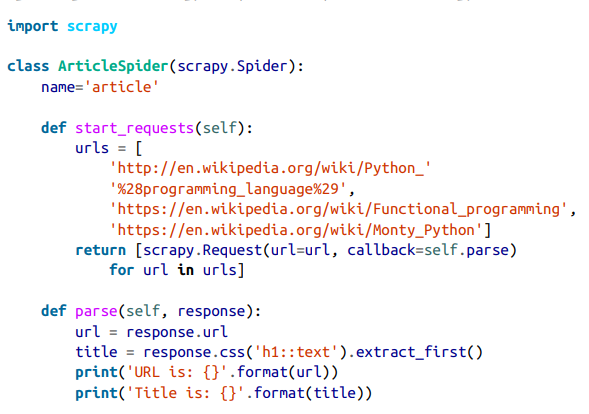 import scrapy
class ArticleSpider(scrapy.Spider):
    name='article'
    def start_requests(self):
        urls = [
            'http://en.wikipedia.org/wiki/Python_'
            '%28programming_language%29',
            'https://en.wikipedia.org/wiki/Functional_programming',
            'https://en.wikipedia.org/wiki/Monty_Python']
        return [scrapy.Request(url=url, callback=self.parse)
            for url in urls]
    def parse(self, response):
        url = response.url
        title = response.css('h1::text').extract_first()
        print('URL is: {}'.format(url))
        print('Title is: {}'.format(title))